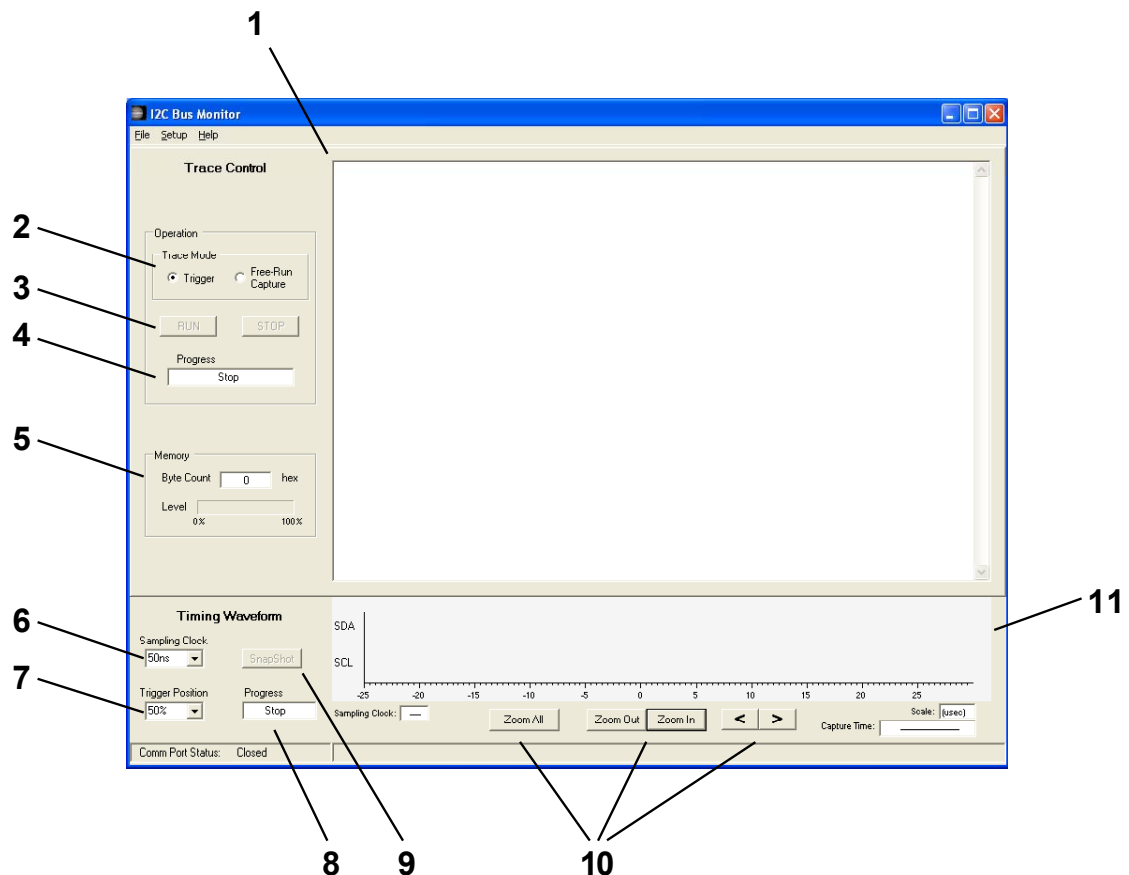 1
I2C Bus Monitor
File Setup Help
Trace Control
2
Operation
Trace Mode
Trigger
Free-Run Capture
3
RUN STOP
4
Progress
Stop
5
Memory
Byte Count 0 hex
Level
0% 100%
Timing Waveform
6
Sampling Clock
50ns
SnapShot
7
Trigger Position
50%
Progress
Stop
SDA
SCL
-25 -20 -15 -10 -5 0 5 10 15 20 25
11
Sampling Clock: —
Zoom All
Zoom Out
Zoom In
< >
Scale: (usec)
Capture Time:
Comm Port Status: Closed
8 9 10